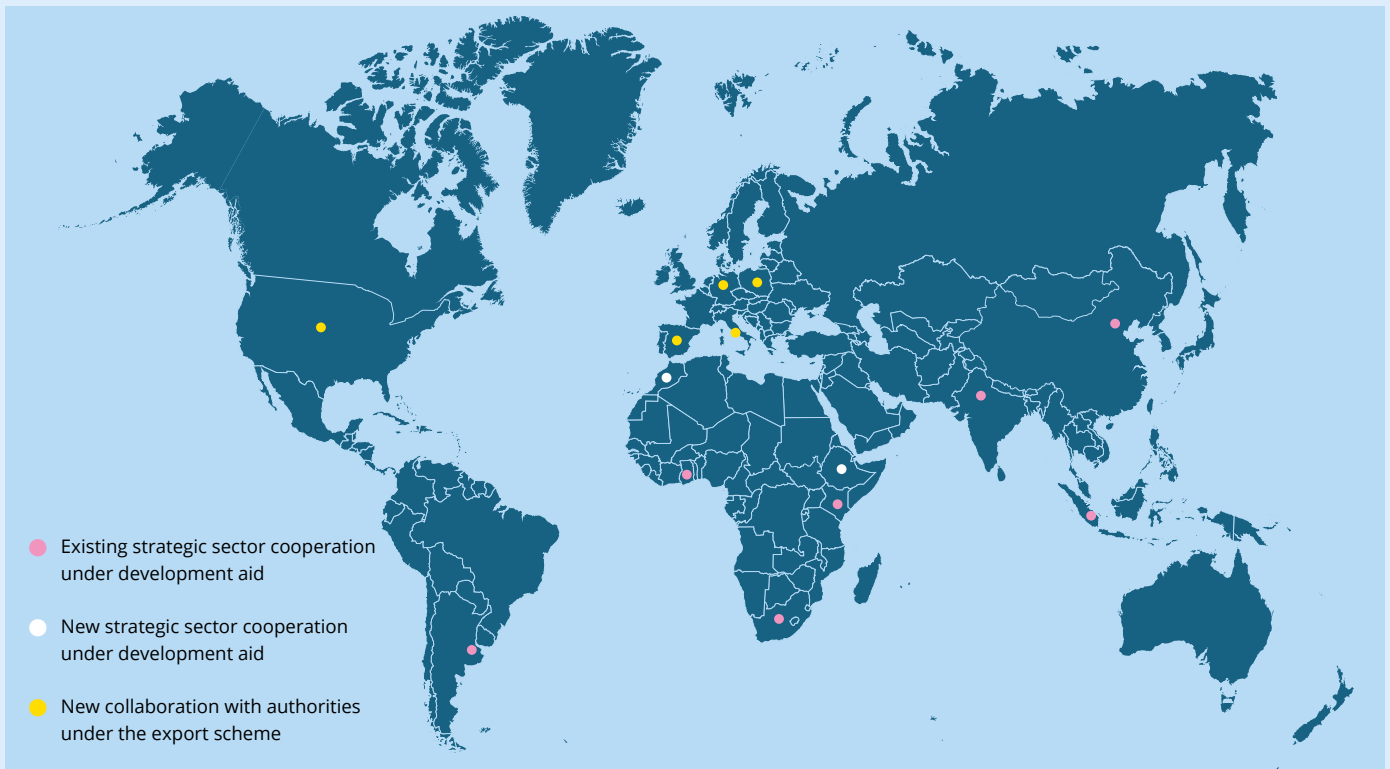 Existing strategic sector cooperation
under development aid
New strategic sector cooperation
under development aid
New collaboration with authorities
under the export scheme